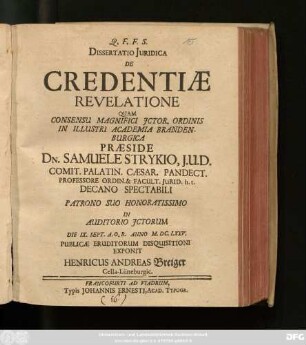 Q. F. F. S.
DISSERTATIO JURIDICA
DE
CREDENTIÆ
REVELATIONE
QUAM
CONSENSU MAGNIFICI JCTOR. ORDINIS
IN ILLUSTRI ACADEMIA BRANDEN-
BURGICA
PRÆSIDE
DN. SAMUELE STRYKIO, J.U.D.
COMIT. PALATIN. CÆSAR. PANDECT.
PROFESSORE ORDIN. & FACULT. JURID. h. t.
DECANO SPECTABILI
PATRONO SUO HONORATISSIMO
IN
AUDITORIO JCTORUM
DIE IX. SEPT. A.O.R. ANNO M. DC. LXXV.
PUBLICÆ ERUDITORUM DISQUISITIONI
EXPONIT
HENRICUS ANDREAS Breiger
Cella-Lüneburgic.
FRANCOFURTI AD VIADRUM,
Typis JOHANNIS ERNESTI, ACAD. TYPOGR.